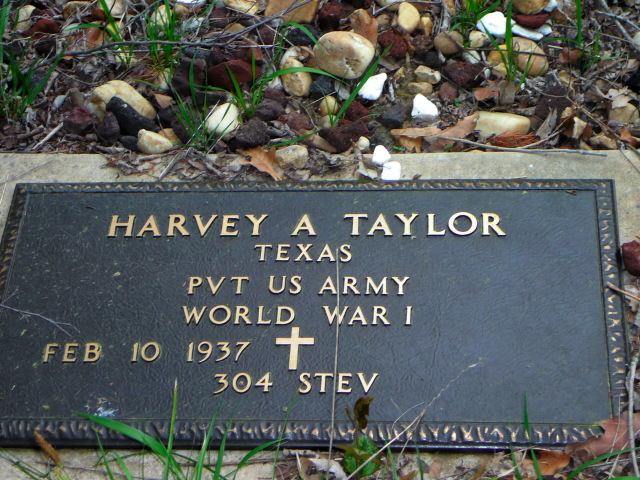 HARVEY A TAYLOR
TEXAS
PVT US ARMY
WORLD WAR I
FEB 10 1937
304 STEV